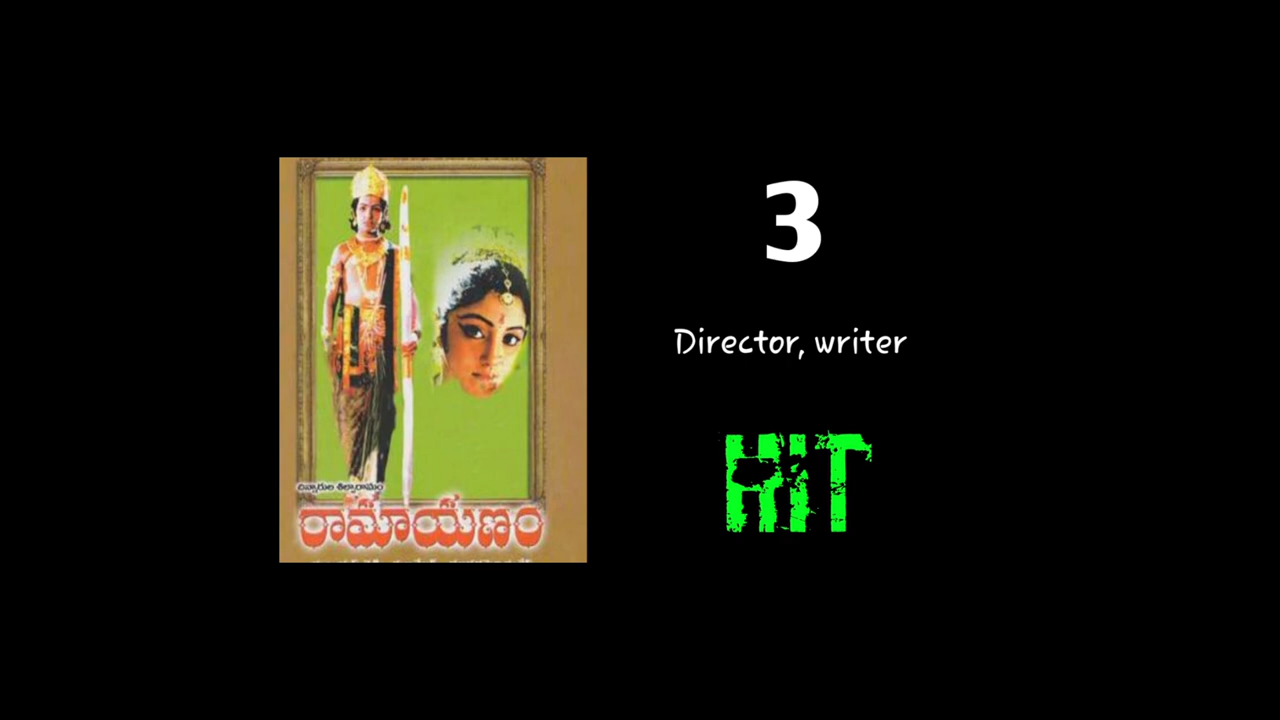 3
Director, writer
HIT
చిన్నారుల శిల్పారామం
రామాయణం